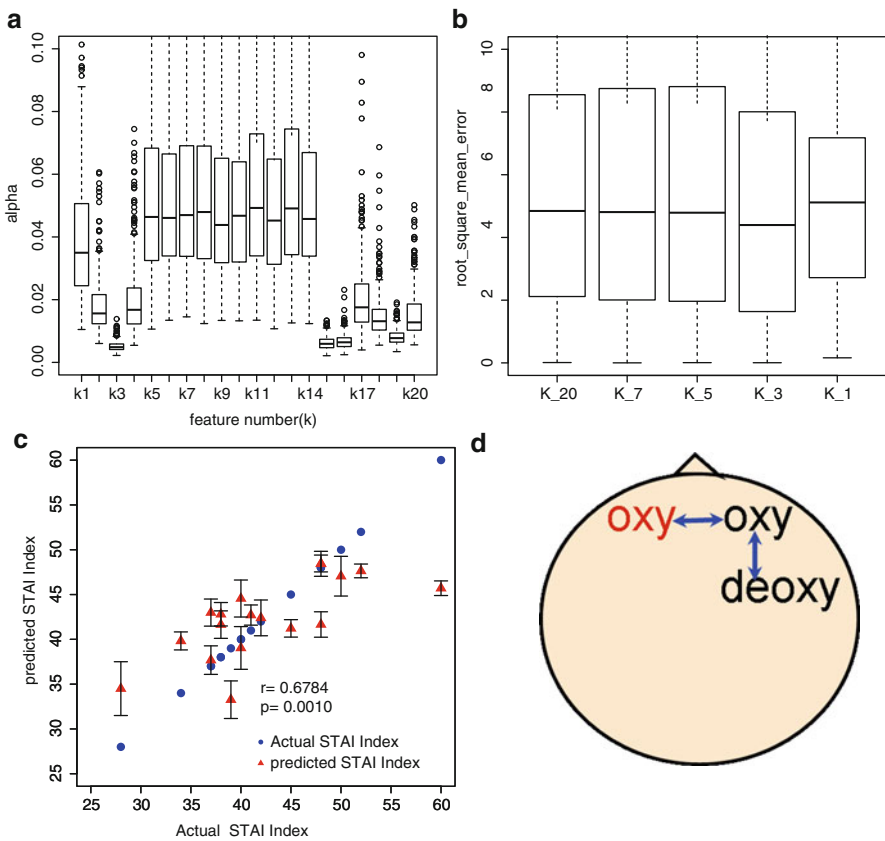 a
0.10
0.08
0.06
0.04
0.02
0.00
alpha
k1 k3 k5 k7 k9 k11 k14 k17 k20
feature number(k)
b
10
8
6
4
2
0
root_square_mean_error
K_20 K_7 K_5 K_3 K_1
c
60
55
50
45
40
35
30
25
predicted STAI Index
r= 0.6784
p= 0.0010
Actual STAI Index
predicted STAI Index
25 30 35 40 45 50 55 60
Actual STAI Index
d
oxy oxy
deoxy